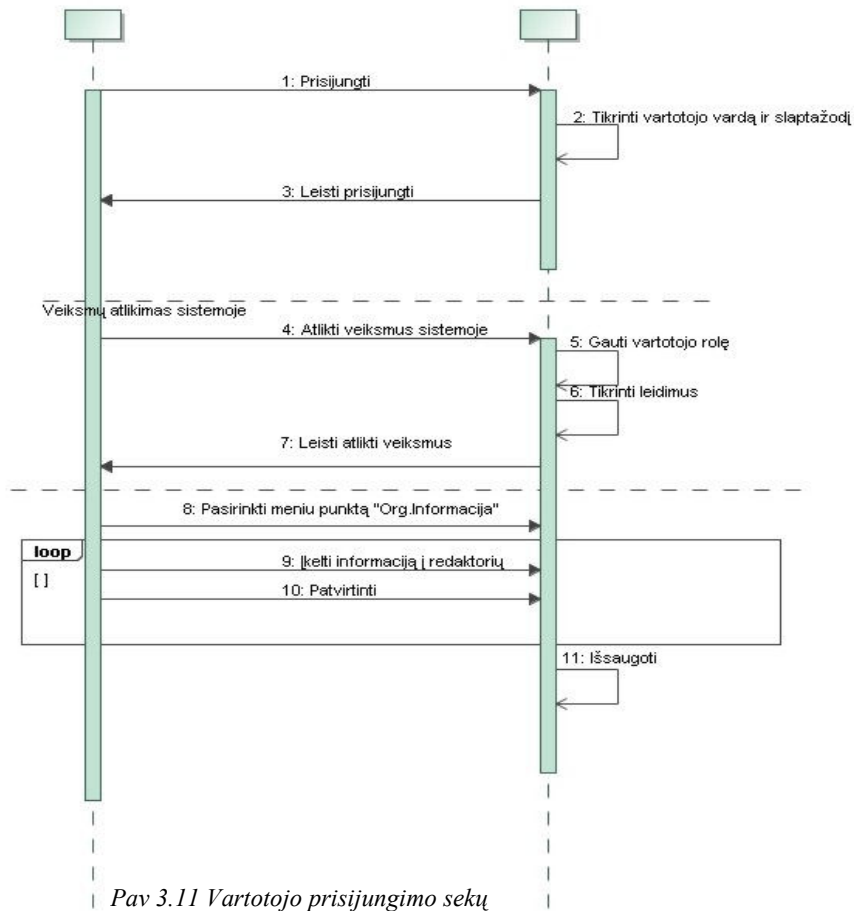 1: Prisijungti
2: Tikrinti vartotojo vardą ir slaptažodį
3: Leisti prisijungti
Veiksmų atlikimas sistemoje
4: Atlikti veiksmus sistemoje
5: Gauti vartotojo rolę
6: Tikrinti leidimus
7: Leisti atlikti veiksmus
8: Pasirinkti meniu punktą "Org.Informacija"
loop
[ ]
9: Įkelti informaciją į redaktorių
10: Patvirtinti
11: Išsaugoti
Pav 3.11 Vartotojo prisijungimo sekų